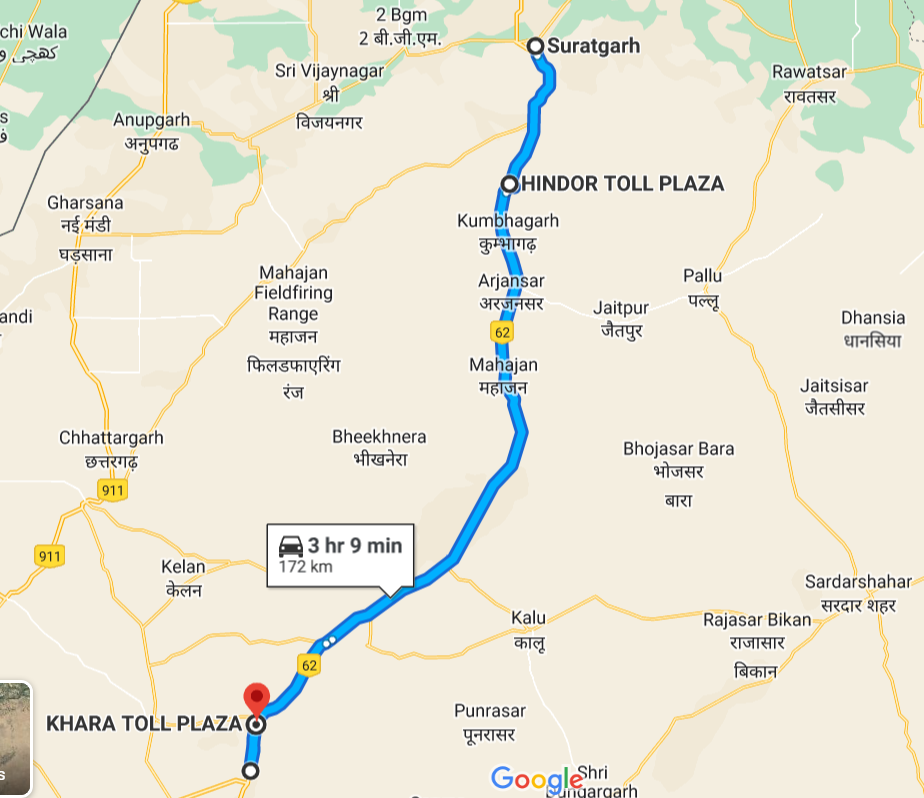 chi Wala
کھچی و
2 Bgm
2 बी.जी.एम.
Suratgarh
Sri Vijaynagar
श्री
विजयनगर
Rawatsar
रावतसर
Anupgarh
अनुपगढ
HINDOR TOLL PLAZA
Gharsana
नई मंडी
घड़साना
Kumbhagarh
कुम्भागढ़
Mahajan
Fieldfiring
Range
महाजन
फिलडफाएरिंग
रंज
Arjansar
अरजनसर
Pallu
पल्लू
Jaitpur
जैतपुर
andi
Dhansia
धानसिया
62
Mahajan
महाजन
Jaitsisar
जैतसीसर
Chhattargarh
छत्तरगढ़
Bheekhnera
भीखनेरा
Bhojasar Bara
भोजसर
बारा
911
911
3 hr 9 min
172 km
Kelan
केलन
Sardarshahar
सरदार शहर
Kalu
कालू
Rajasar Bikan
राजासार
बिकान
62
KHARA TOLL PLAZA
Punrasar
पूनरासर
s
Google
Shri